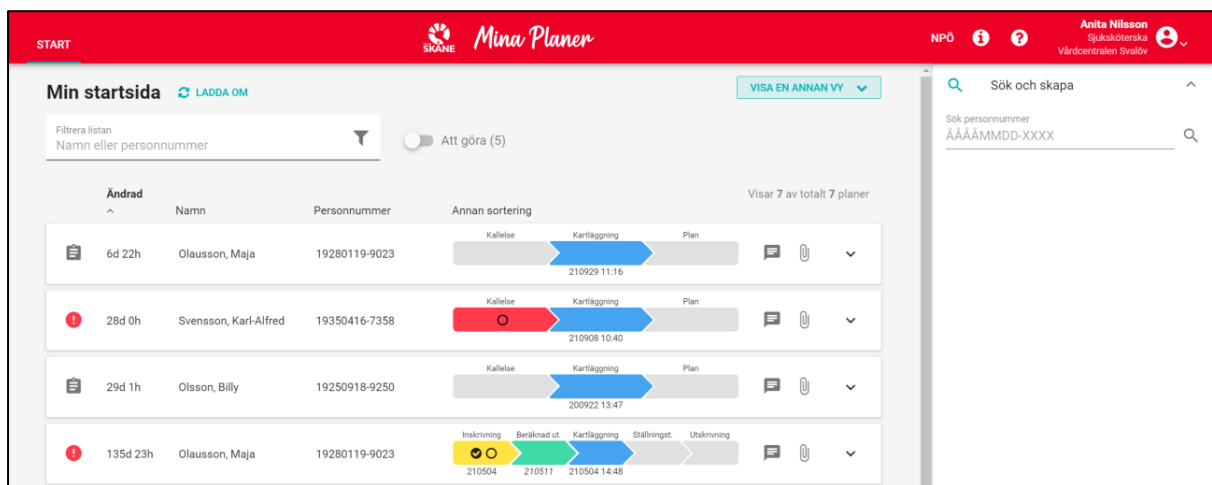 START
SKÅNE
Mina Planer
NPÖ
Anita Nilsson
Sjuksköterska
Vårdcentralen Svalöv
Min startsida
LADDA OM
VISA EN ANNAN VY
Filtrera listan
Namn eller personnummer
Att göra (5)
Sök och skapa
Sök personnummer
ÅÅÅÅMMDD-XXXX
Ändrad Namn Personnummer Annan sortering
Visar 7 av totalt 7 planer
Kallelse Kartläggning Plan
6d 22h Olausson, Maja 19280119-9023
210929 11:16
Kallelse Kartläggning Plan
28d 0h Svensson, Karl-Alfred 19350416-7358
210908 10:40
Kallelse Kartläggning Plan
29d 1h Olsson, Billy 19250918-9250
200922 13:47
Inskrivning Beräknad ut. Kartläggning Ställningst. Utskrivning
135d 23h Olausson, Maja 19280119-9023
210504 210511 210504 14:48